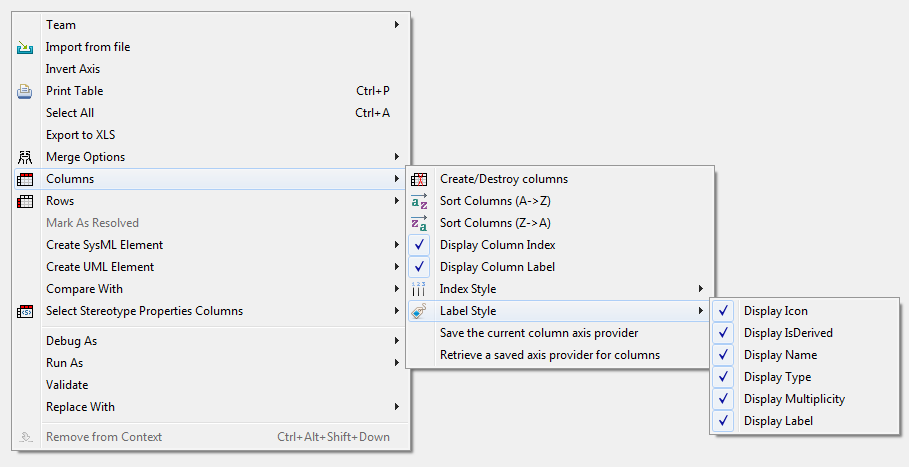 Team
Import from file
Invert Axis
Print Table Ctrl+P
Select All Ctrl+A
Export to XLS
Merge Options
Columns
Rows
Mark As Resolved
Create SysML Element
Create UML Element
Compare With
Select Stereotype Properties Columns
Debug As
Run As
Validate
Replace With
Remove from Context Ctrl+Alt+Shift+Down
Create/Destroy columns
Sort Columns (A->Z)
Sort Columns (Z->A)
Display Column Index
Display Column Label
Index Style
Label Style
Save the current column axis provider
Retrieve a saved axis provider for columns
Display Icon
Display IsDerived
Display Name
Display Type
Display Multiplicity
Display Label